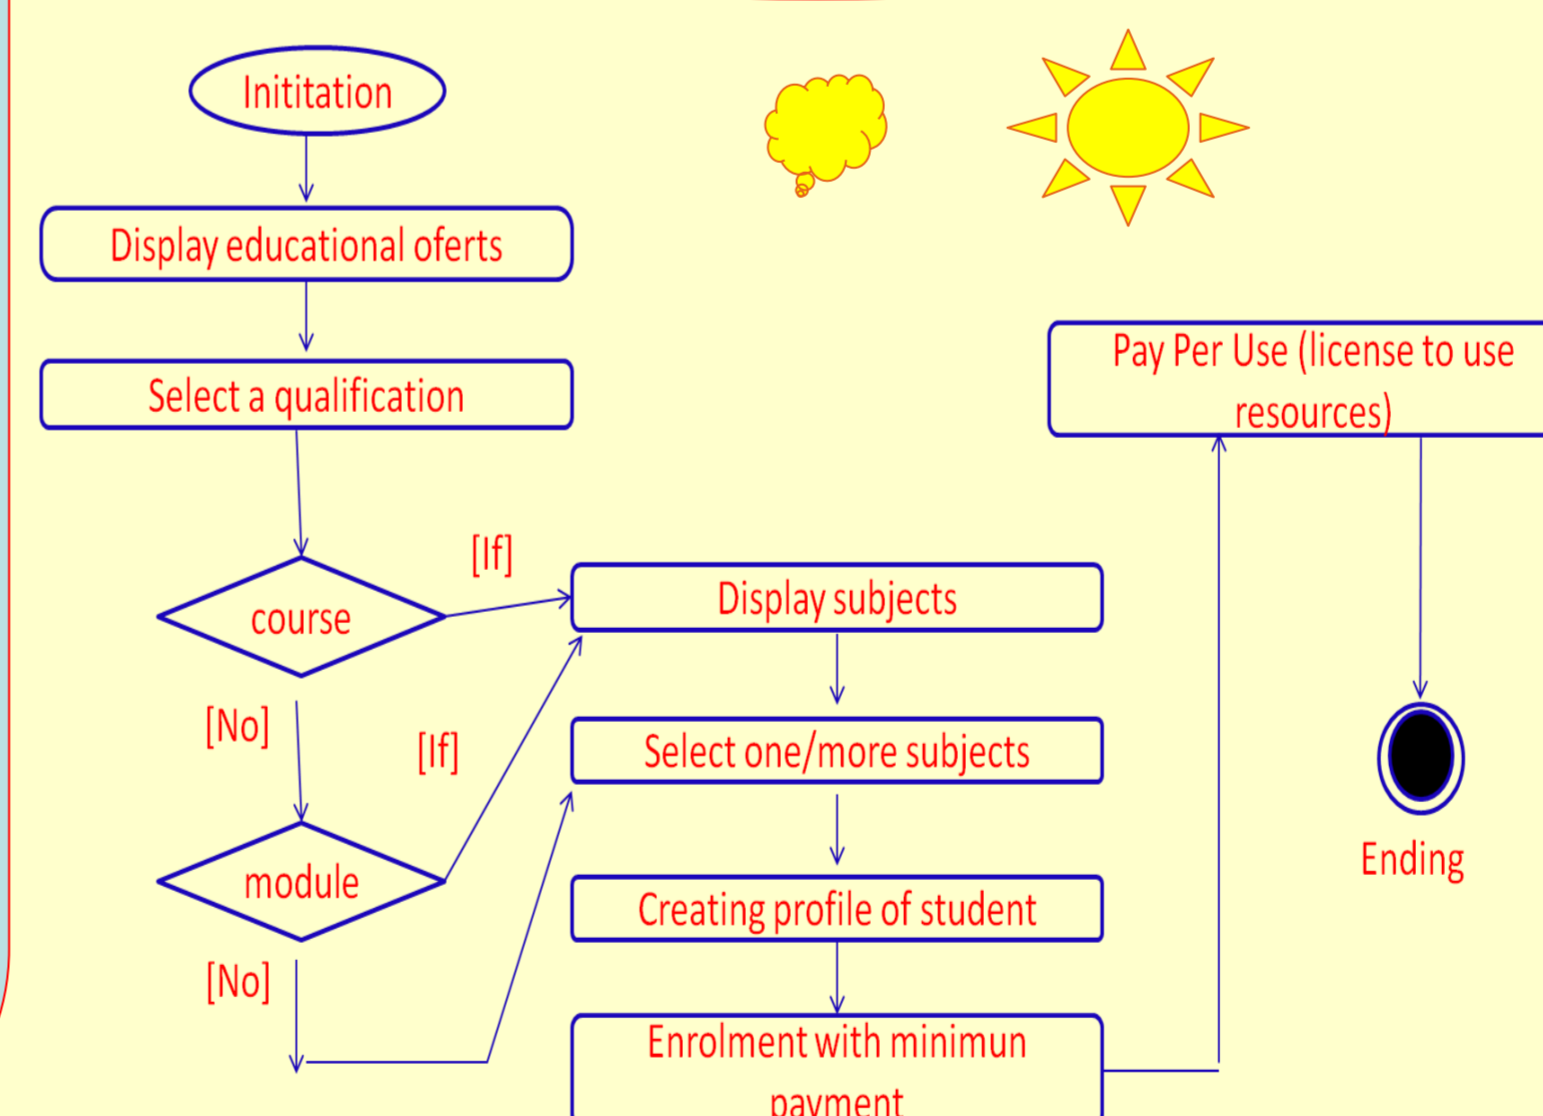 Inititation
Display educational oferts
Select a qualification
Pay Per Use (license to use
resources)
[If]
Display subjects
course
[No]
[If]
Select one/more subjects
Ending
module
Creating profile of student
[No]
Enrolment with minimun
payment